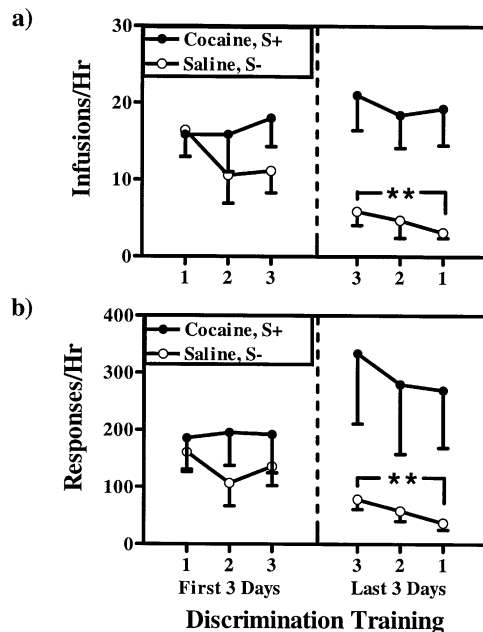 a)
30
Cocaine, S+
Saline, S-
20
Infusions/Hr
10
**
0
1 2 3 3 2 1
b)
400
Cocaine, S+
Saline, S-
300
Responses/Hr
200
100
**
0
1 2 3 3 2 1
First 3 Days Last 3 Days
Discrimination Training